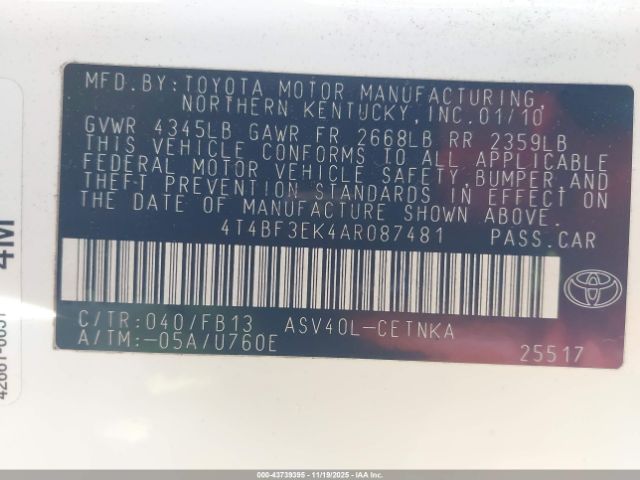 MFD.BY:TOYOTA MOTOR MANUFACTURING,
NORTHERN KENTUCKY,INC.01/10
GVWR 4345LB GAWR FR 2668LB RR 2359LB
THIS VEHICLE CONFORMS TO ALL APPLICABLE
FEDERAL MOTOR VEHICLE SAFETY,BUMPER,AND
THEFT PREVENTION STANDARDS IN EFFECT ON
THE DATE OF MANUFACTURE SHOWN ABOVE.
4T4BF3EK4AR087481 PASS.CAR
C/TR:040/FB13 ASV40L-CETNKA
A/TM:-05A/U760E
25517
4M
000-43739395 - 11/19/2025 - IAAI.com